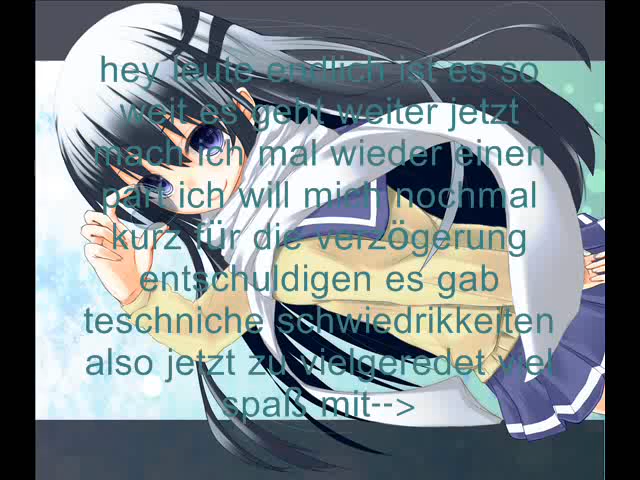 hey leute endlich ist es so
weit es geht weiter jetzt
mach ich mal wieder einen
part ich will mich nochmal
kurz für die verzögerung
entschuldigen es gab
teschniche schwiedrikkeiten
also jetzt zu vielgeredet viel
spaß mit-->